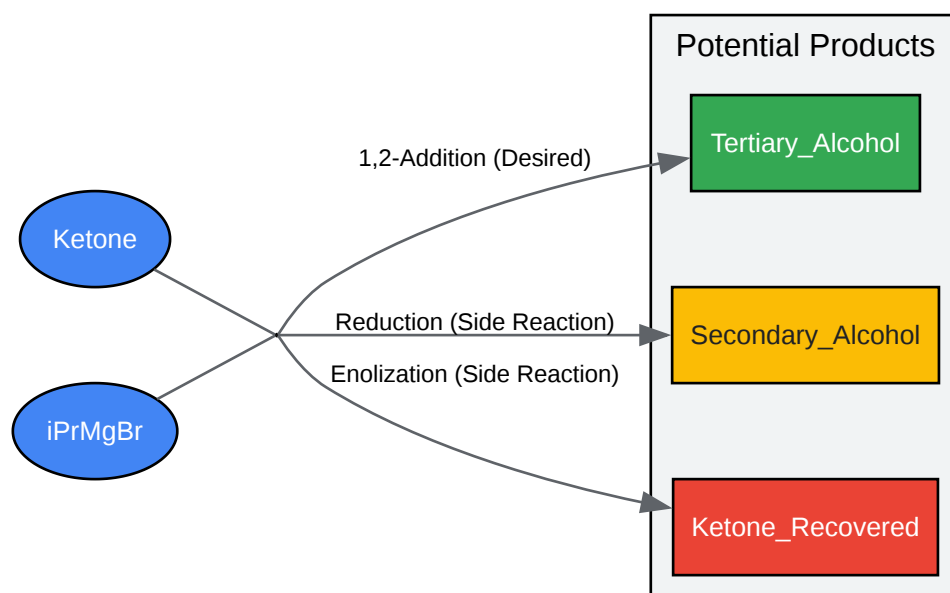 Potential Products
Tertiary_Alcohol
1,2-Addition (Desired)
Ketone
Reduction (Side Reaction)
Secondary_Alcohol
Enolization (Side Reaction)
iPrMgBr
Ketone_Recovered